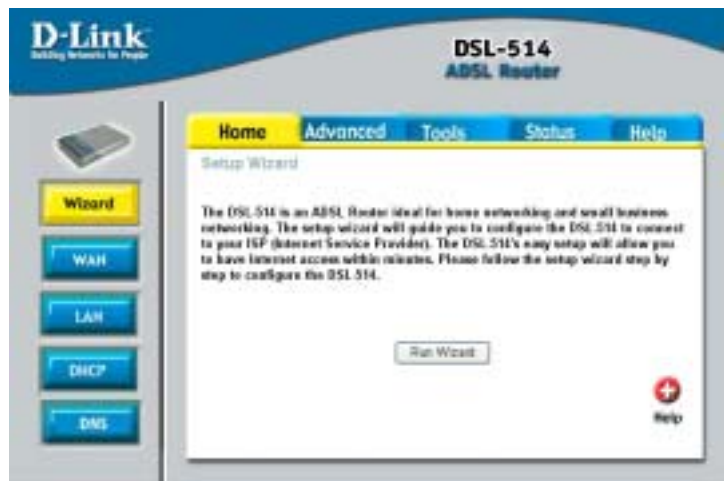 D-Link
Building Networks for People
DSL-514
ADSL Router
Home Advanced Tools Status Help
Setup Wizard
Wizard
The DSL-514 is an ADSL Router ideal for home networking and small business
networking. The setup wizard will guide you to configure the DSL-514 to connect
to your ISP (Internet Service Provider). The DSL-514's easy setup will allow you
to have Internet access within minutes. Please follow the setup wizard step by
step to configure the DSL-514.
WAN
LAN
Run Wizard
DHCP
Help
DNS